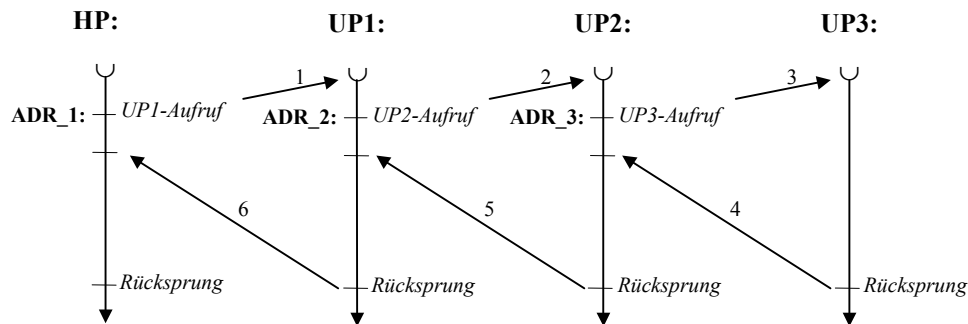 HP: UP1: UP2: UP3:
1 2 3
ADR_1: UP1-Aufruf ADR_2: UP2-Aufruf ADR_3: UP3-Aufruf
6 5 4
Rücksprung Rücksprung Rücksprung Rücksprung